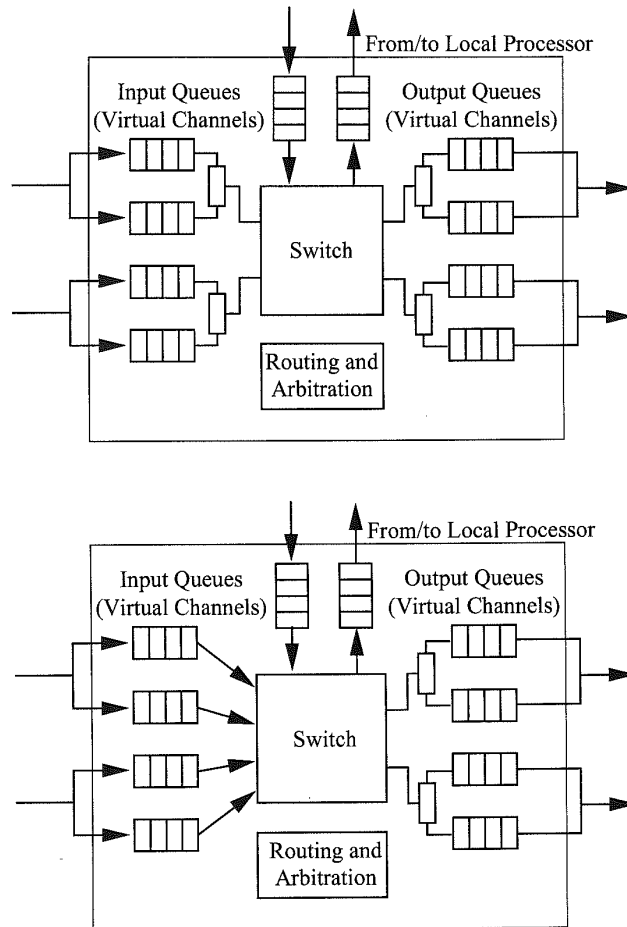 From/to Local Processor
Input Queues
(Virtual Channels)
Output Queues
(Virtual Channels)
Switch
Routing and
Arbitration
From/to Local Processor
Input Queues
(Virtual Channels)
Output Queues
(Virtual Channels)
Switch
Routing and
Arbitration